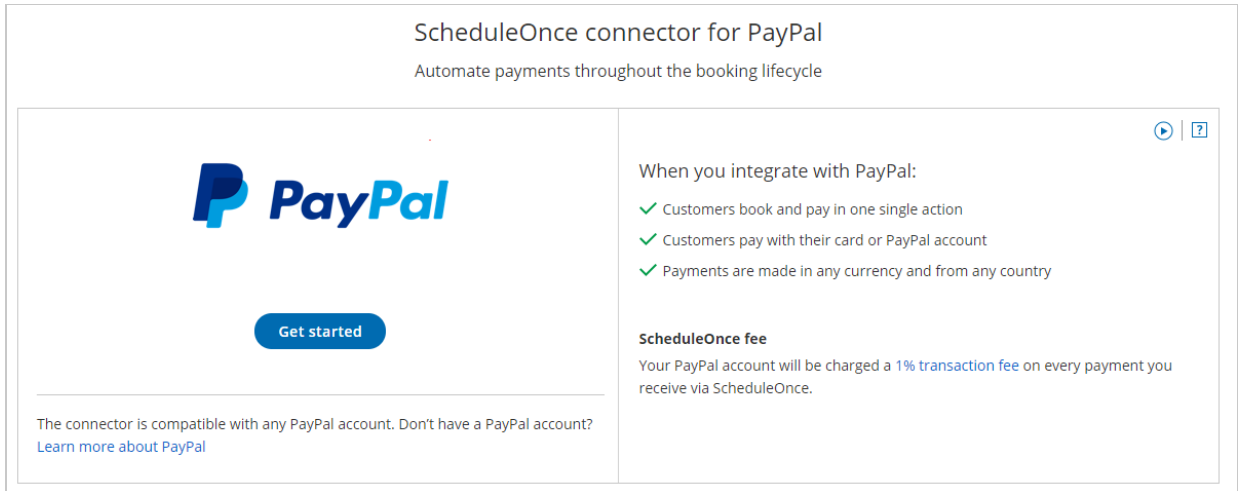 ScheduleOnce connector for PayPal
Automate payments throughout the booking lifecycle
PayPal
Get started
The connector is compatible with any PayPal account. Don’t have a PayPal account?
Learn more about PayPal
?
When you integrate with PayPal:
Customers book and pay in one single action
Customers pay with their card or PayPal account
Payments are made in any currency and from any country
ScheduleOnce fee
Your PayPal account will be charged a 1% transaction fee on every payment you
receive via ScheduleOnce.